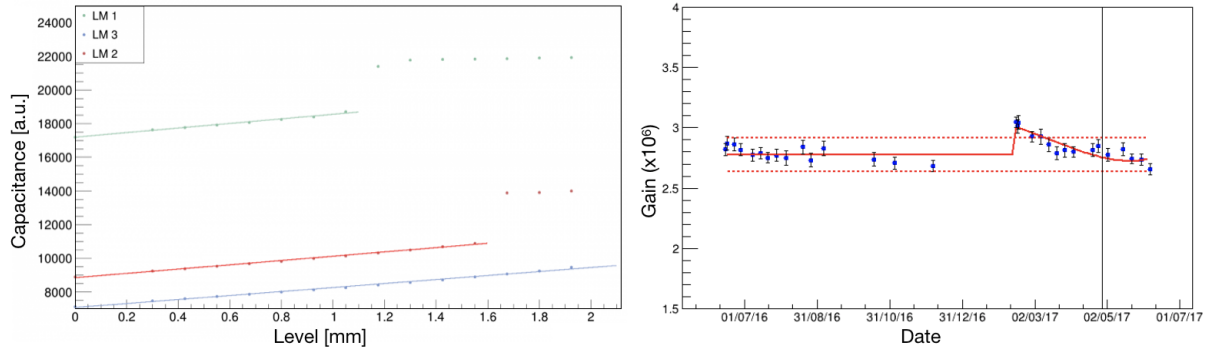 LM 1
LM 3
LM 2
24000
22000
20000
18000
16000
14000
12000
10000
8000
Capacitance [a.u.]
0 0.2 0.4 0.6 0.8 1.0 1.2 1.4 1.6 1.8 2
Level [mm]
4
3.5
3
2.5
2
1.5
Gain (x10⁶)
01/07/16 31/08/16 31/10/16 31/12/16 02/03/17 02/05/17 01/07/17
Date